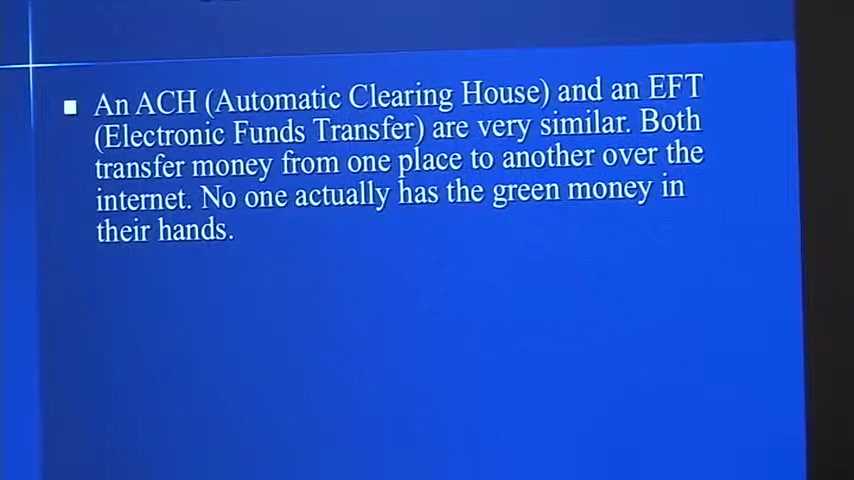 An ACH (Automatic Clearing House) and an EFT
(Electronic Funds Transfer) are very similar. Both
transfer money from one place to another over the
internet. No one actually has the green money in
their hands.